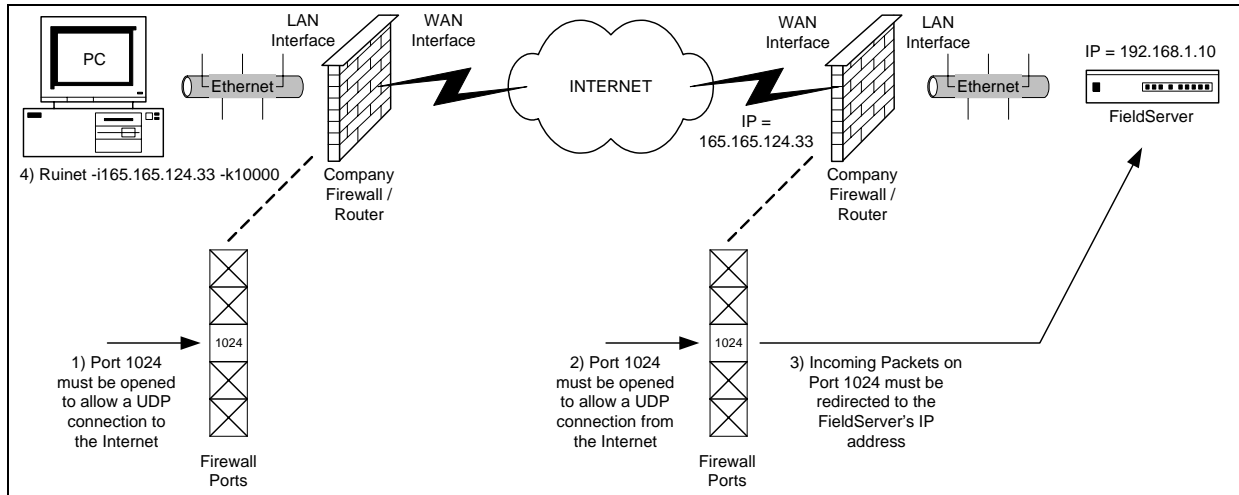 PC
Ethernet
LAN
Interface
WAN
Interface
INTERNET
WAN
Interface
LAN
Interface
Ethernet
IP = 192.168.1.10
FieldServer
IP =
165.165.124.33
4) Ruinet -i165.165.124.33 -k10000
Company
Firewall /
Router
Company
Firewall /
Router
1024
1) Port 1024
must be opened
to allow a UDP
connection to
the Internet
Firewall
Ports
1024
2) Port 1024
must be opened
to allow a UDP
connection from
the Internet
3) Incoming Packets on
Port 1024 must be
redirected to the
FieldServer's IP
address
Firewall
Ports